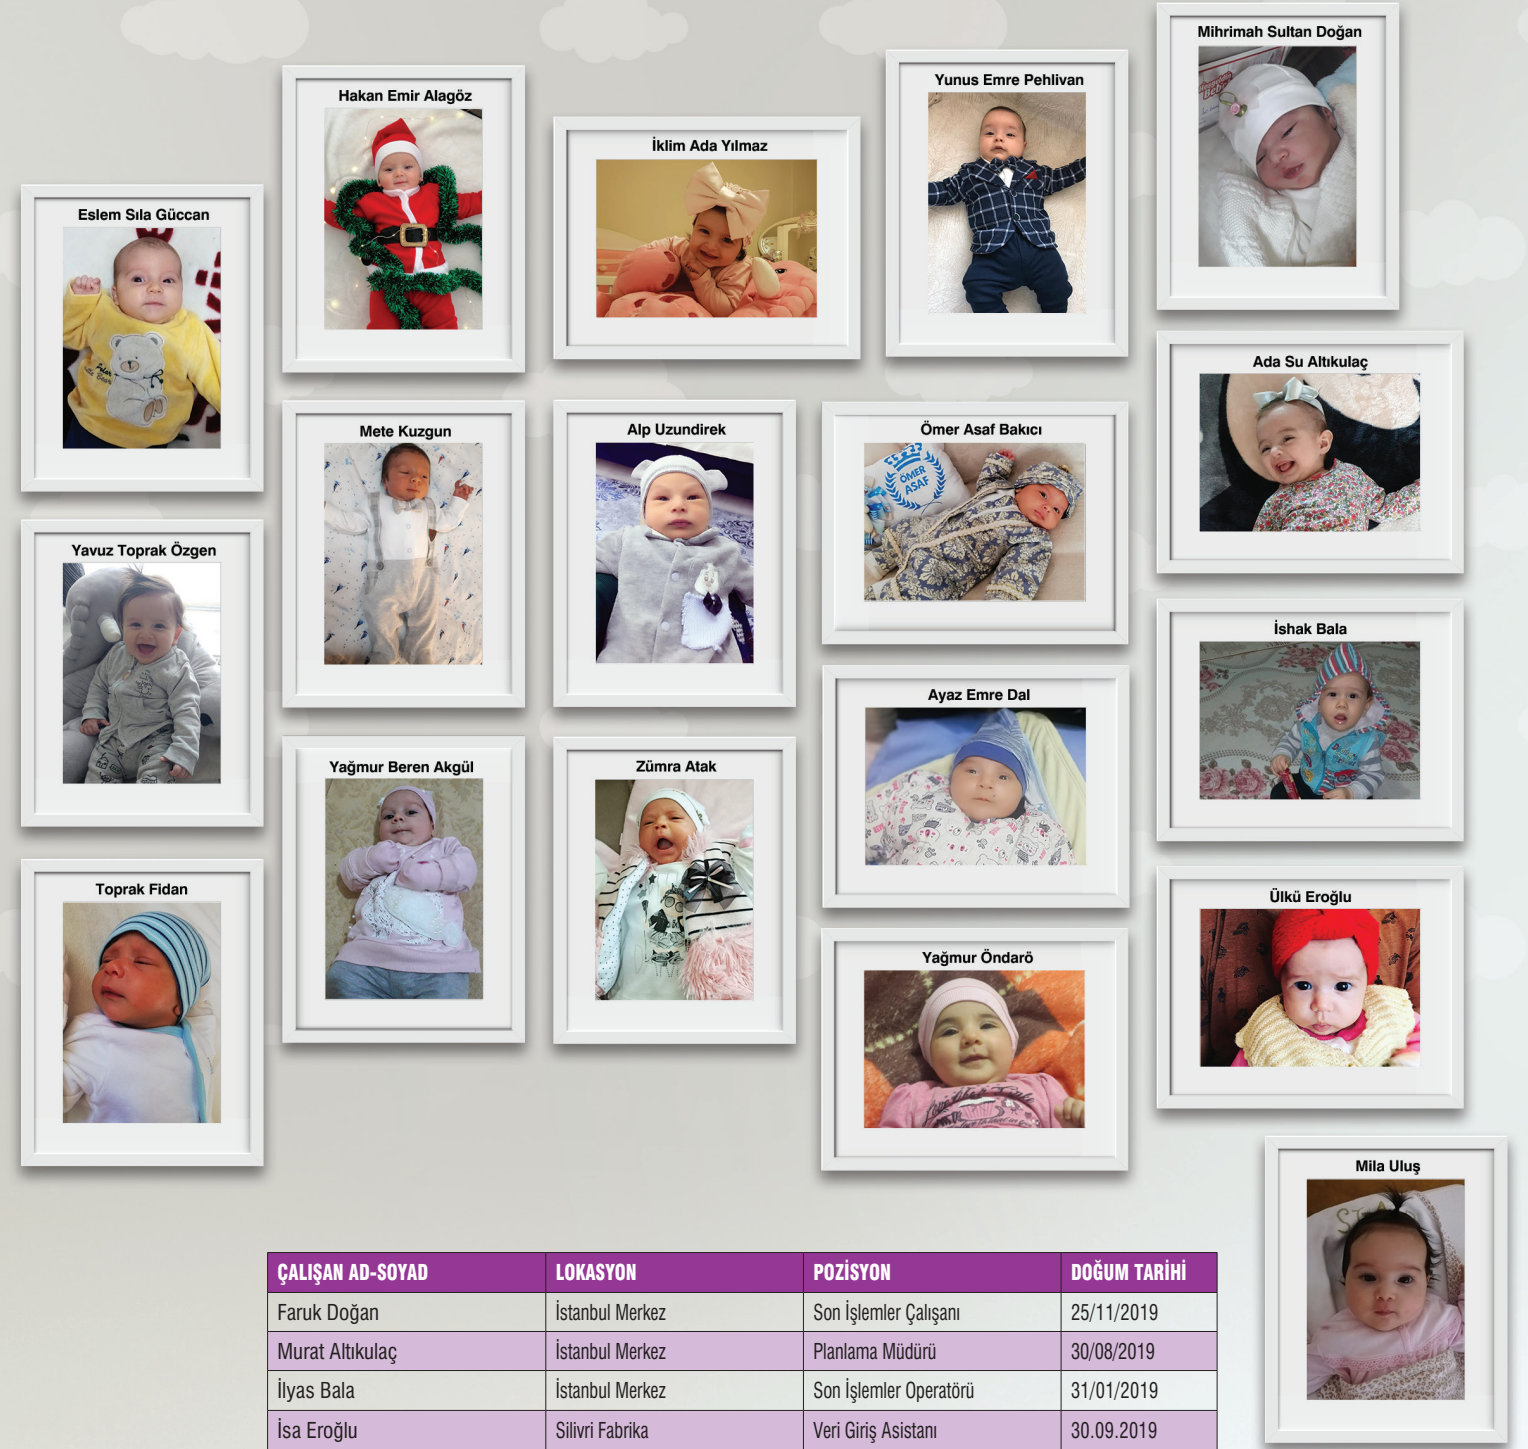 Mihrimah Sultan Doğan
Yunus Emre Pehlivan
Hakan Emir Alagöz
İklim Ada Yılmaz
Eslem Sıla Güccan
Ada Su Altıkulaç
Mete Kuzgun
Alp Uzundirek
Ömer Asaf Bakıcı
ÖMER
ASAF
Yavuz Toprak Özgen
İshak Bala
Ayaz Emre Dal
Yağmur Beren Akgül
Zümra Atak
Toprak Fidan
Ülkü Eroğlu
Yağmur Öndarö
Mila Uluş
ÇALIŞAN AD-SOYAD LOKASYON POZİSYON DOĞUM TARİHİ
Faruk Doğan İstanbul Merkez Son İşlemler Çalışanı 25/11/2019
Murat Altıkulaç İstanbul Merkez Planlama Müdürü 30/08/2019
İlyas Bala İstanbul Merkez Son İşlemler Operatörü 31/01/2019
İsa Eroğlu Silivri Fabrika Veri Giriş Asistanı 30.09.2019